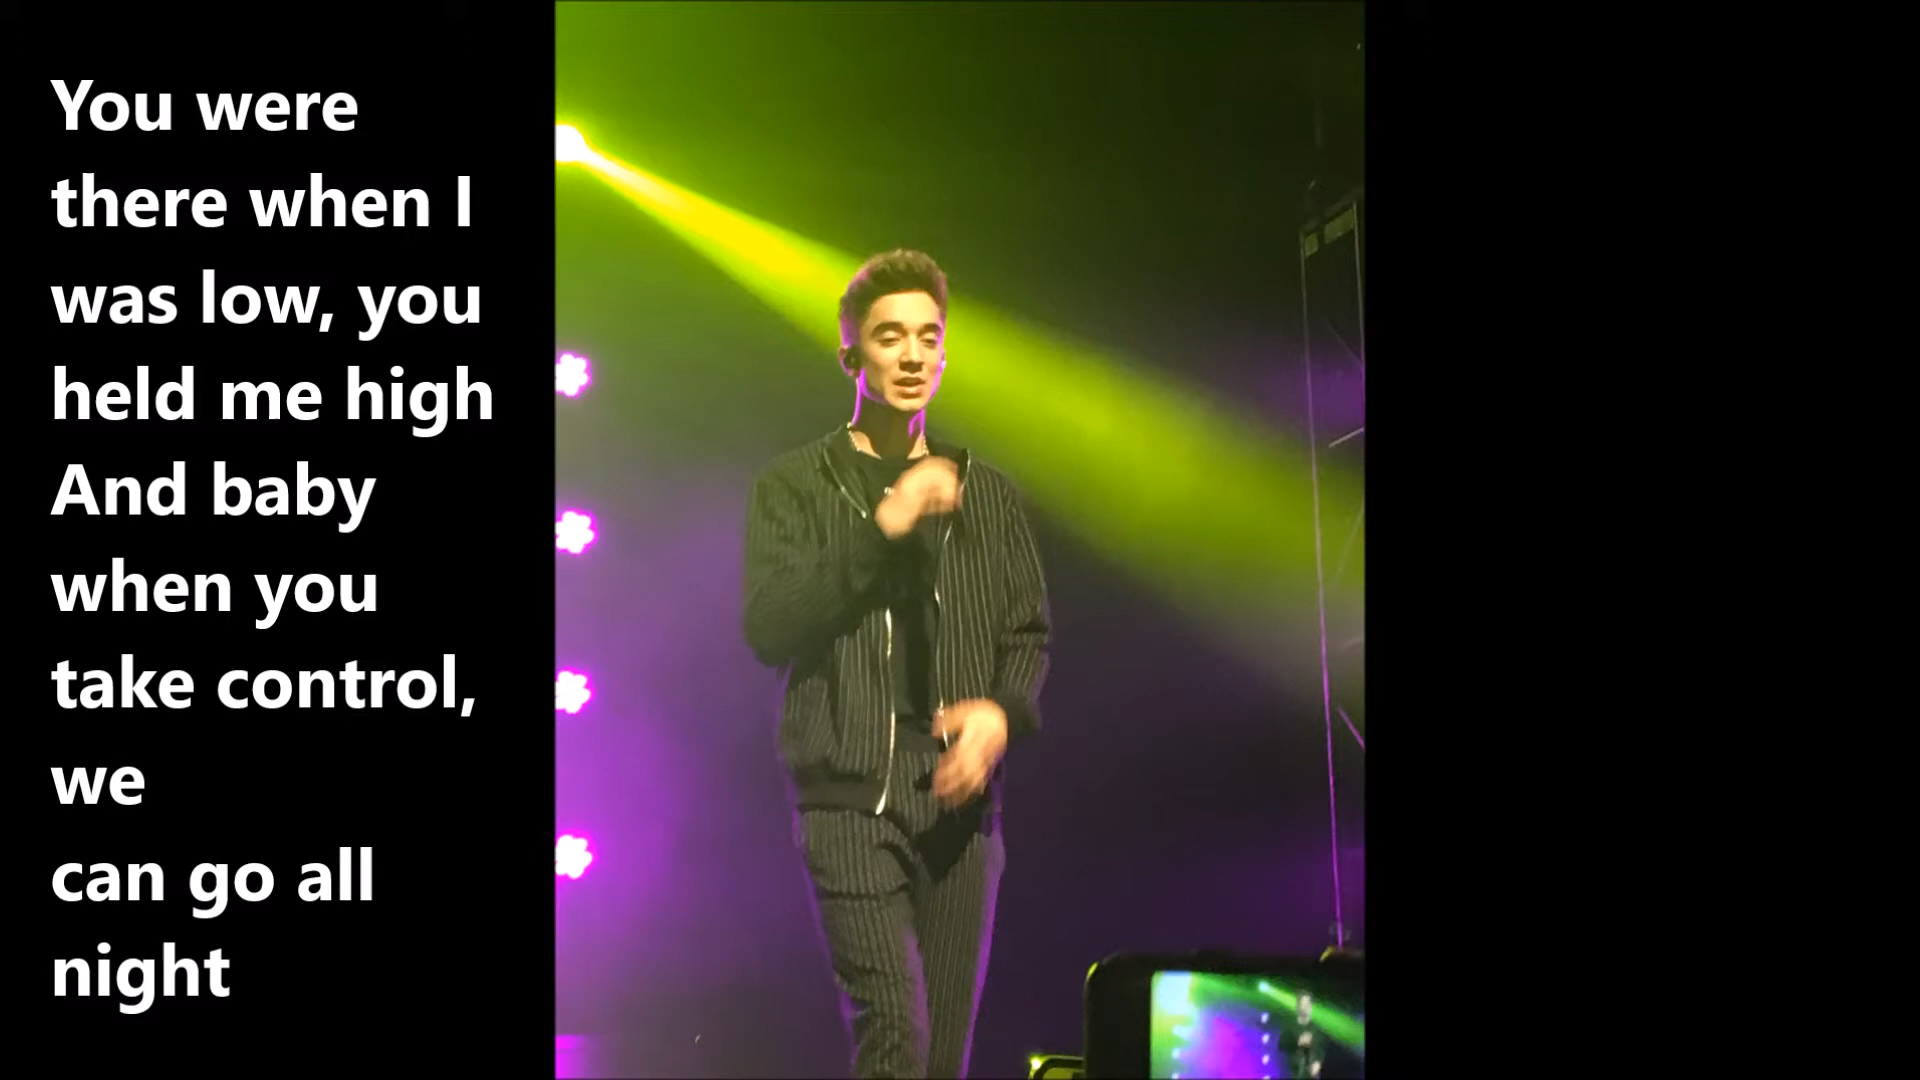 You were
there when I
was low, you
held me high
And baby
when you
take control,
we
can go all
night